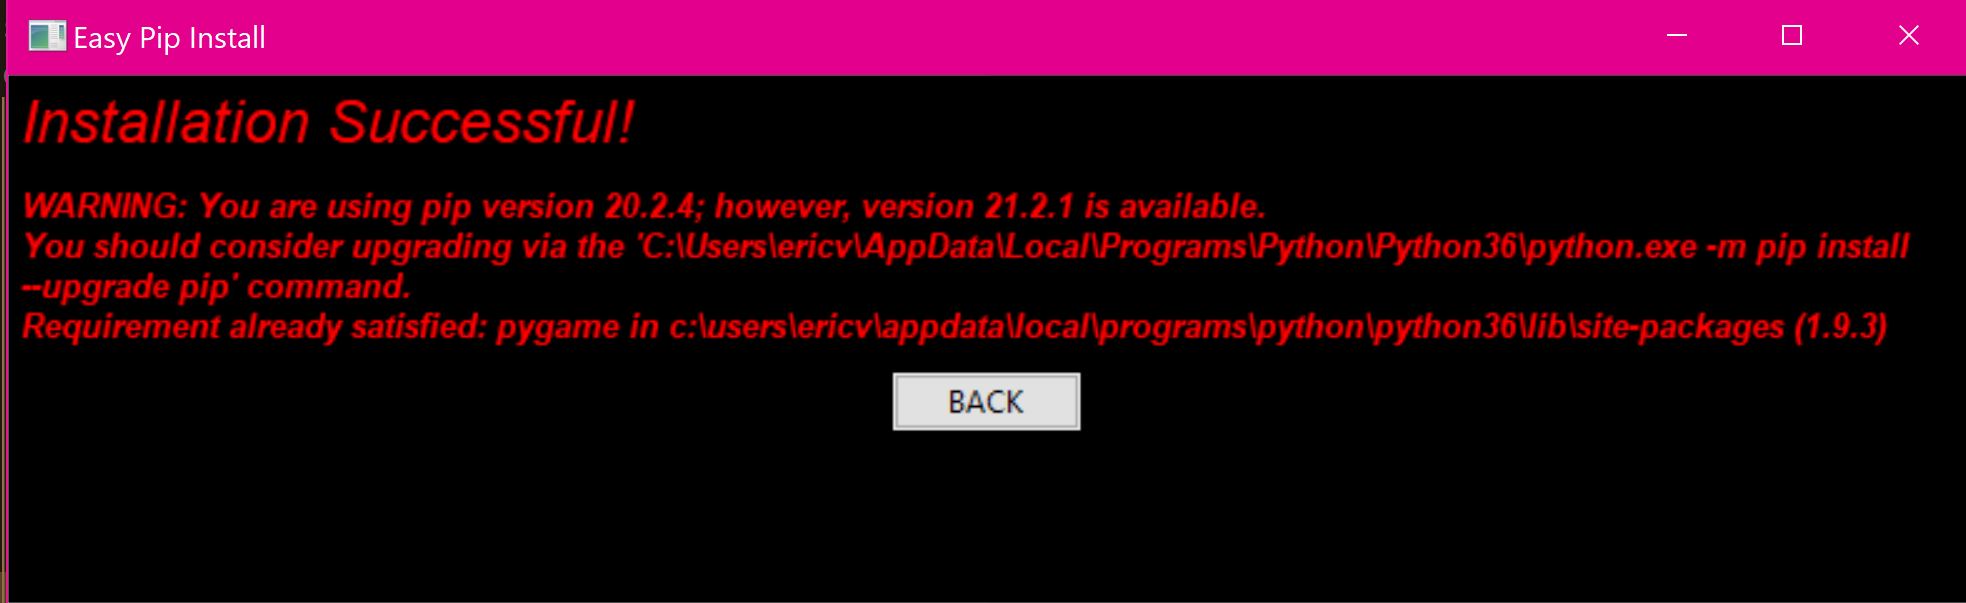 Easy Pip Install
Installation Successful!
WARNING: You are using pip version 20.2.4; however, version 21.2.1 is available.
You should consider upgrading via the 'C:\Users\ericv\AppData\Local\Programs\Python\Python36\python.exe -m pip install
--upgrade pip' command.
Requirement already satisfied: pygame in c:\users\ericv\appdata\local\programs\python\python36\lib\site-packages (1.9.3)
BACK